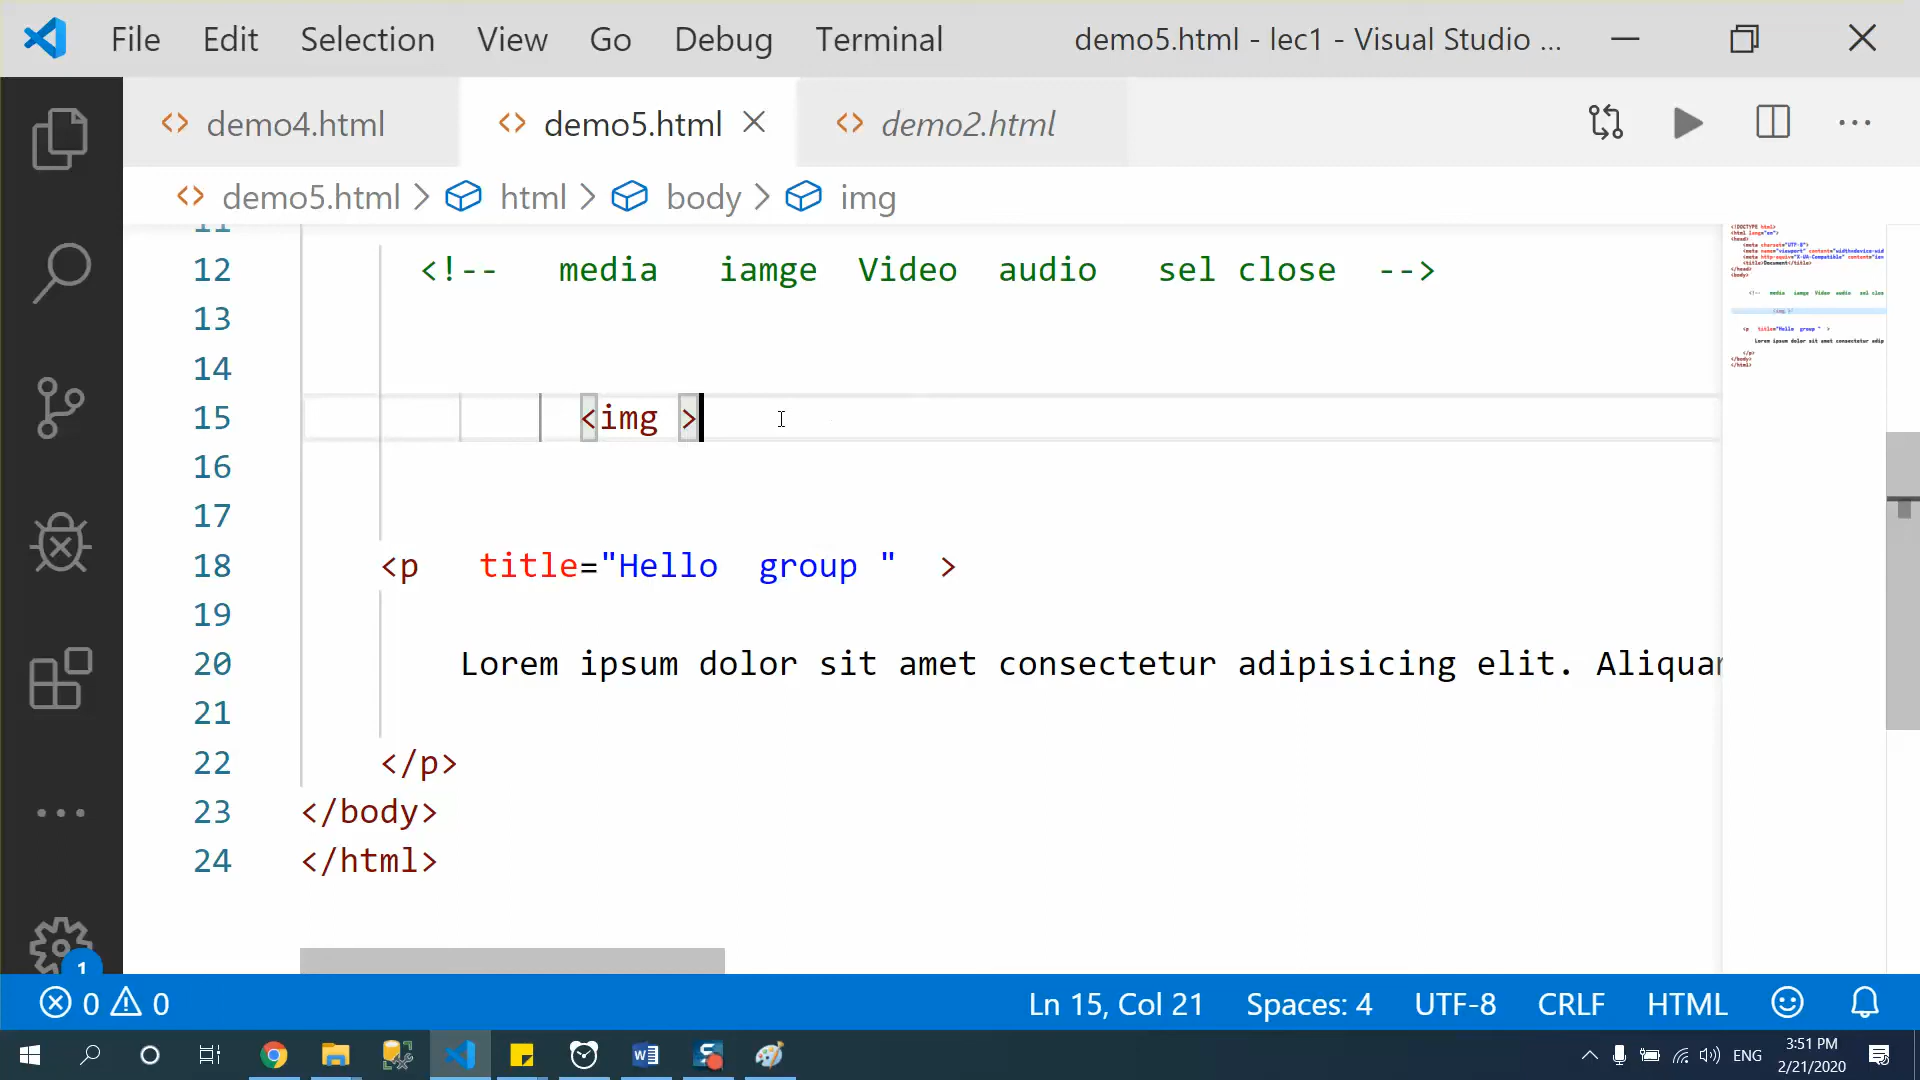 File Edit Selection View Go Debug Terminal demo5.html - lec1 - Visual Studio ...
demo4.html demo5.html demo2.html
demo5.html > html > body > img
11
12 <!--   media   iamge  Video  audio   sel close  -->
13
14
15 <img >
16
17
18 <p   title="Hello  group "  >
19
20 Lorem ipsum dolor sit amet consectetur adipisicing elit. Aliquam
21
22 </p>
23 </body>
24 </html>
1
0 0 Ln 15, Col 21 Spaces: 4 UTF-8 CRLF HTML
ENG 3:51 PM
2/21/2020